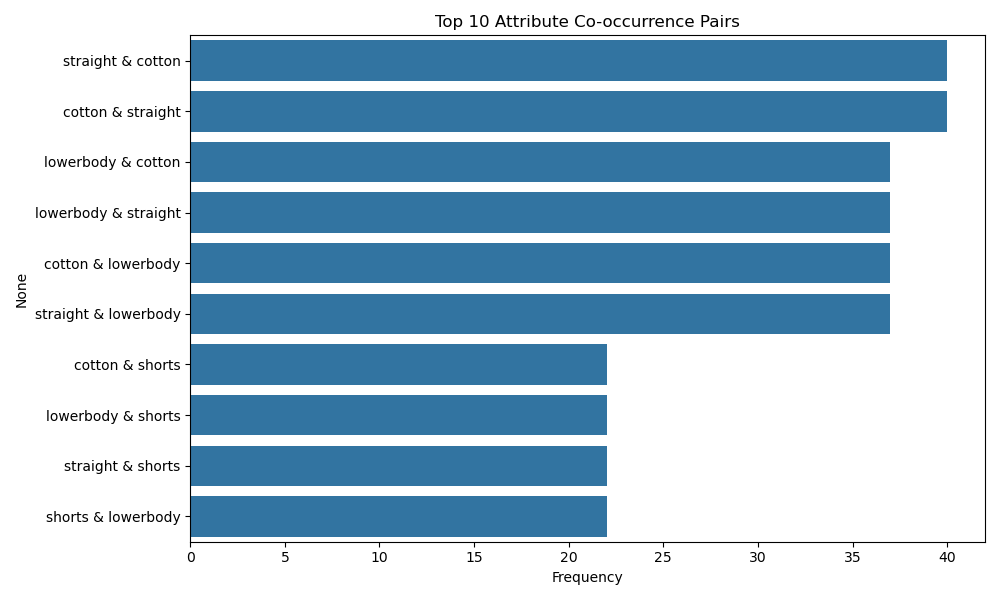 Top 10 Attribute Co-occurrence Pairs
straight & cotton
cotton & straight
lowerbody & cotton
lowerbody & straight
cotton & lowerbody
straight & lowerbody
cotton & shorts
lowerbody & shorts
straight & shorts
shorts & lowerbody
None
0 5 10 15 20 25 30 35 40
Frequency